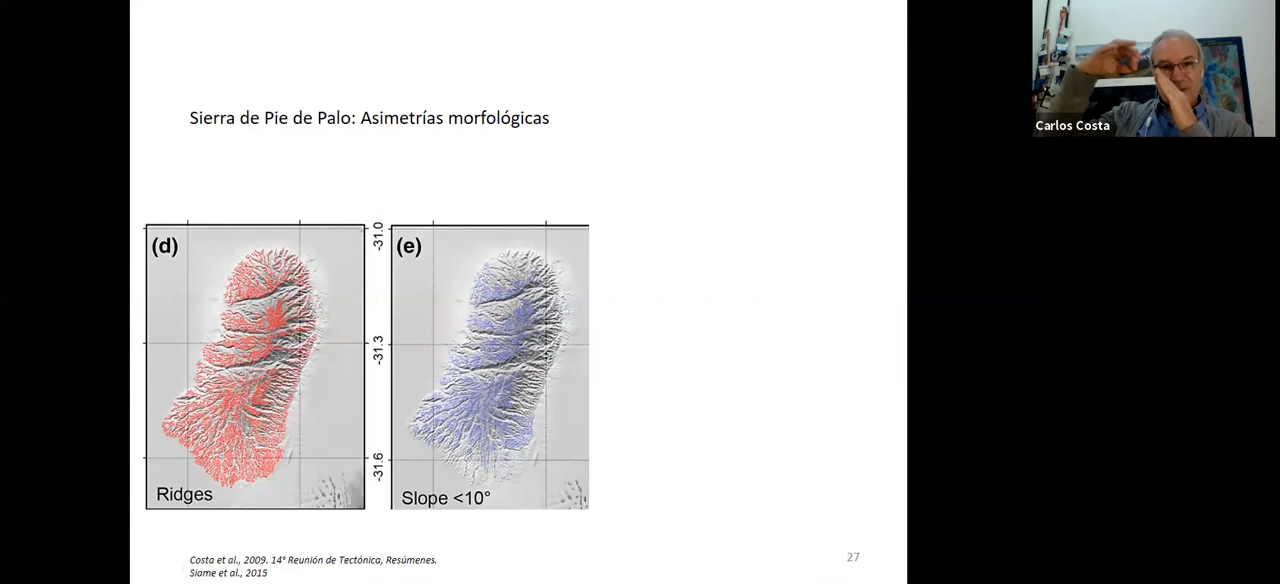 Carlos Costa
Sierra de Pie de Palo: Asimetrías morfológicas
(d)
Ridges
-31.0
-31.3
-31.6
(e)
Slope <10°
Costa et al., 2009. 14° Reunión de Tectónica, Resúmenes.
Siame et al., 2015
27